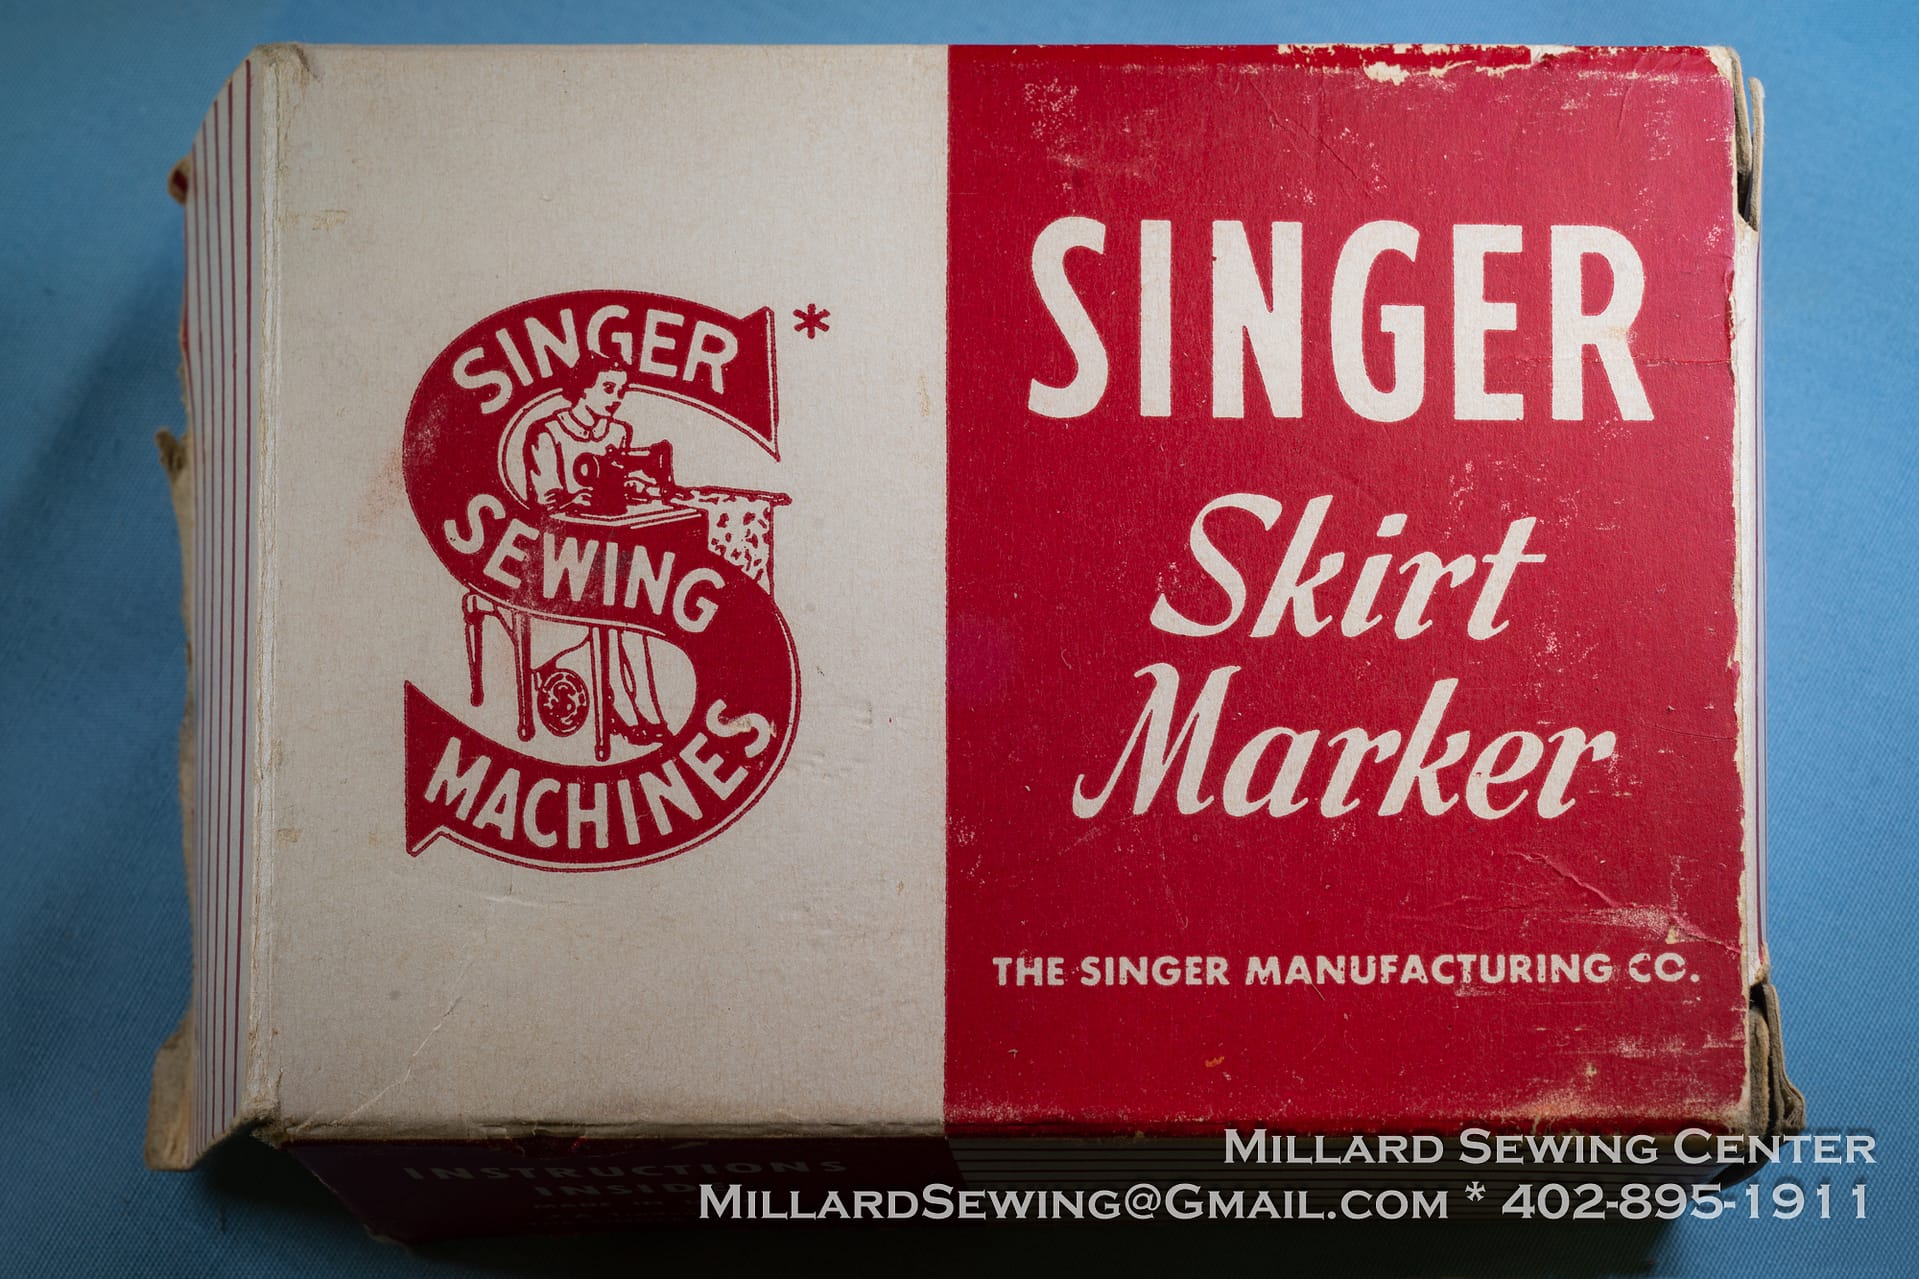 SINGER
SEWING
MACHINES
*
SINGER
Skirt
Marker
THE SINGER MANUFACTURING CO.
INSTRUCTIONS
INSIDE
Millard Sewing Center
MillardSewing@Gmail.com * 402-895-1911